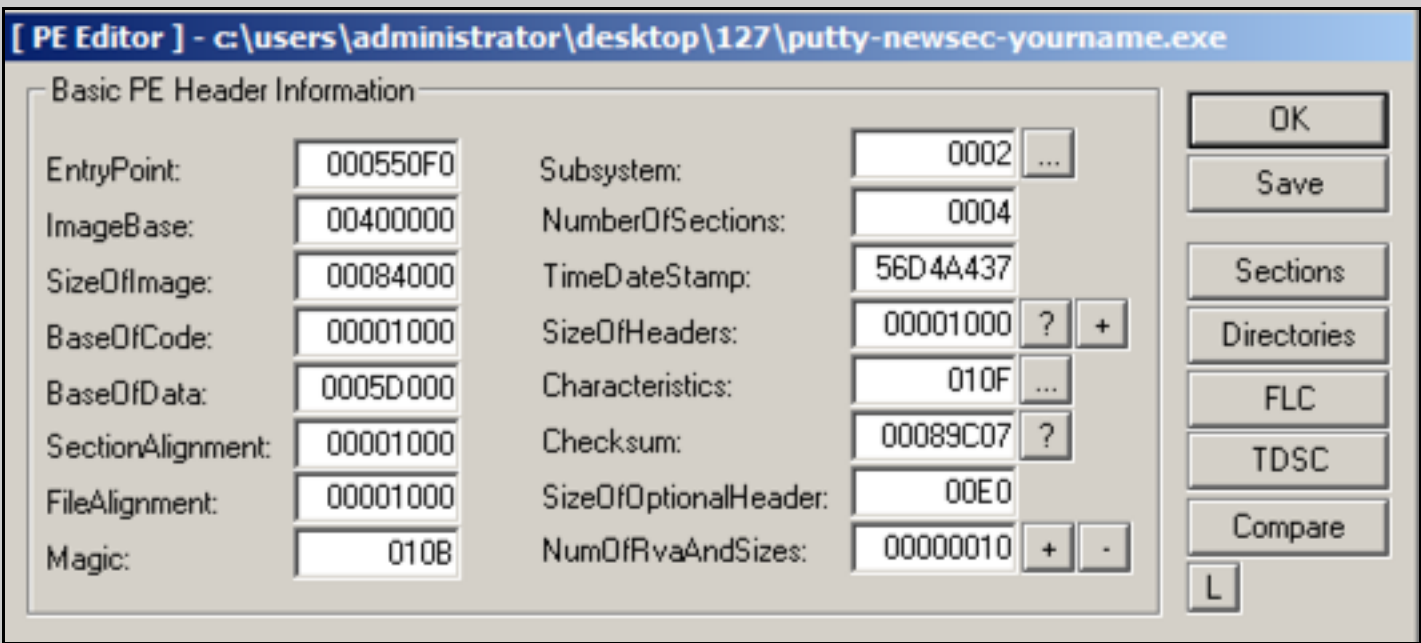 [ PE Editor ] - c:\users\administrator\desktop\127\putty-newsec-yourname.exe
Basic PE Header Information
EntryPoint: 000550F0
ImageBase: 00400000
SizeOfImage: 00084000
BaseOfCode: 00001000
BaseOfData: 0005D000
SectionAlignment: 00001000
FileAlignment: 00001000
Magic: 010B
Subsystem: 0002 ...
NumberOfSections: 0004
TimeDateStamp: 56D4A437
SizeOfHeaders: 00001000 ? +
Characteristics: 010F ...
Checksum: 00089C07 ?
SizeOfOptionalHeader: 00E0
NumOfRvaAndSizes: 00000010 + -
OK
Save
Sections
Directories
FLC
TDSC
Compare
L